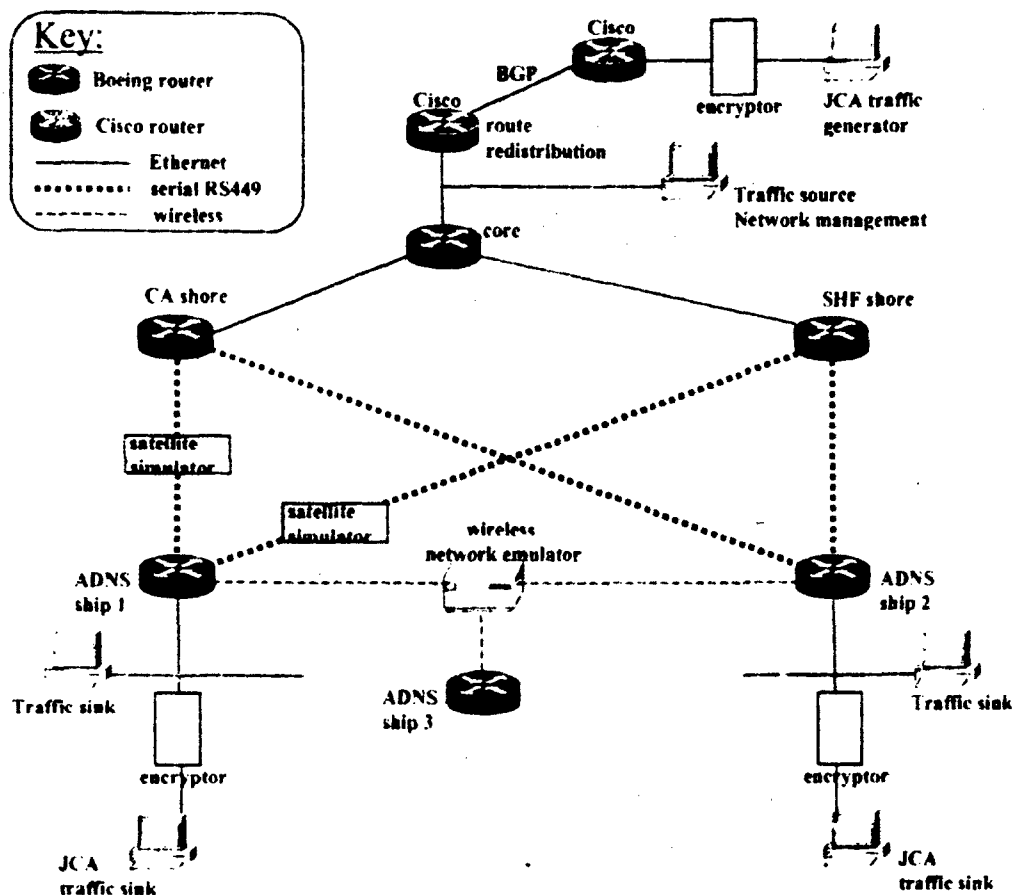 Key:
Boeing router
Cisco router
Ethernet
serial RS449
wireless
Cisco
BGP
encryptor
JCA traffic
generator
Cisco
route
redistribution
Traffic source
Network management
core
CA shore
SHF shore
satellite
simulator
satellite
simulator
wireless
network emulator
ADNS
ship 1
ADNS
ship 2
Traffic sink
ADNS
ship 3
Traffic sink
encryptor
encryptor
JCA
traffic sink
JCA
traffic sink